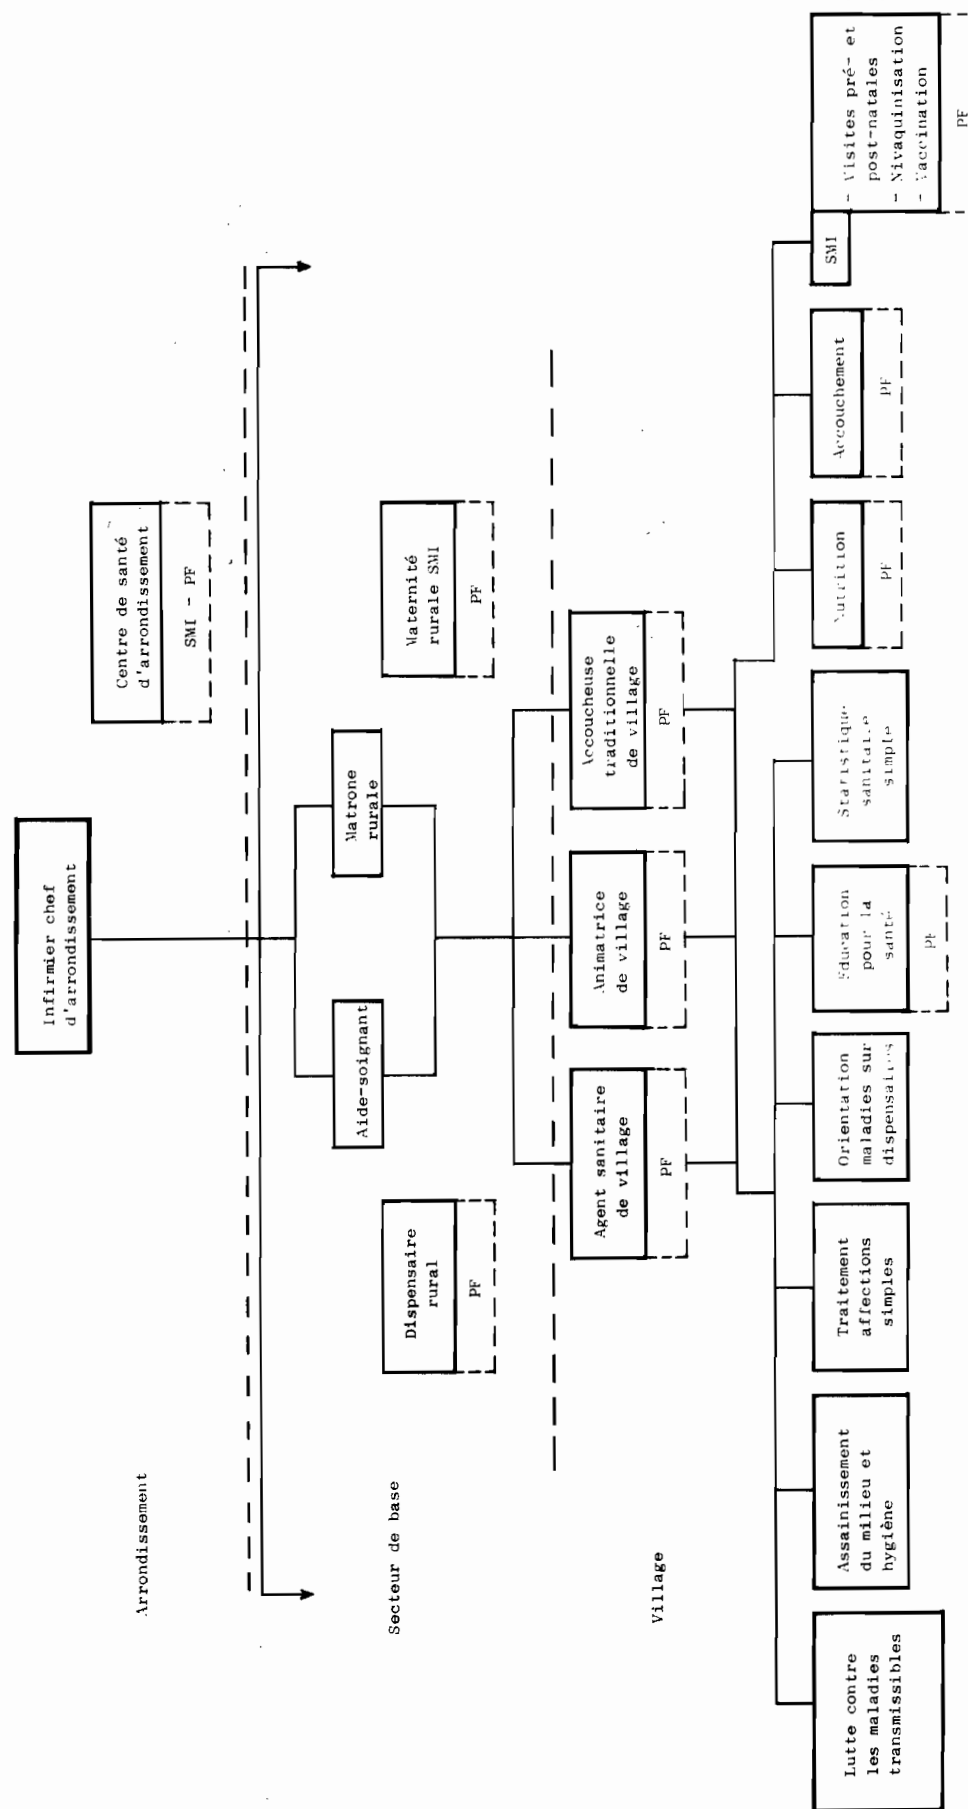 Infirmier chef
d'arrondissement
Arrondissement
Centre de santé
d'arrondissement
SMI - PF
Aide-soignant
Matrone
rurale
Secteur de base
Dispensaire
rural
PF
Maternité
rurale SMI
PF
Village
Agent sanitaire
de village
PF
Animatrice
de village
PF
Accoucheuse
traditionnelle
de village
PF
Lutte contre
les maladies
transmissibles
Assainissement
du milieu et
hygiène
Traitement
affections
simples
Orientation
maladies sur
dispensaires
Education
pour la
santé
PF
Statistique
sanitaire
simple
Nutrition
PF
Accouchement
PF
SMI
- Visites pré- et
post-natales
- Nivaquinisation
- Vaccination
PF